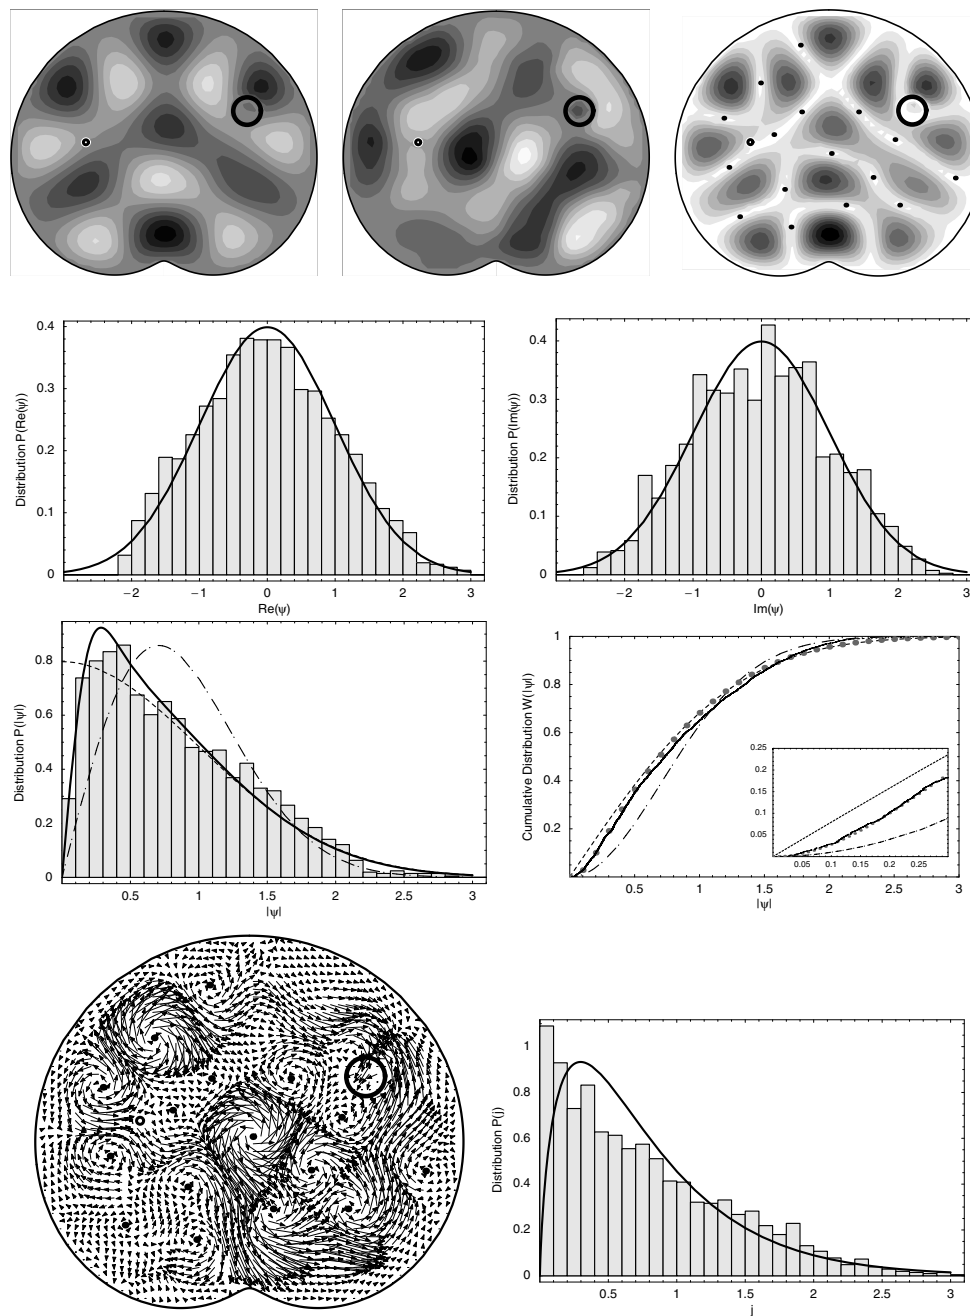 0.4
0.3
0.2
0.1
0
Distribution P(Re(ψ))
−2 −1 0 1 2 3
Re(ψ)
0.4
0.3
0.2
0.1
0
Distribution P(Im(ψ))
−2 −1 0 1 2 3
Im(ψ)
0.8
0.6
0.4
0.2
0
Distribution P(|ψ|)
0.5 1 1.5 2 2.5 3
|ψ|
1
0.8
0.6
0.4
0.2
Cumulative Distribution W(|ψ|)
0.5 1 1.5 2 2.5 3
|ψ|
0.25
0.2
0.15
0.1
0.05
0.05 0.1 0.15 0.2 0.25
1
0.8
0.6
0.4
0.2
0
Distribution P(j)
0.5 1 1.5 2 2.5 3
j